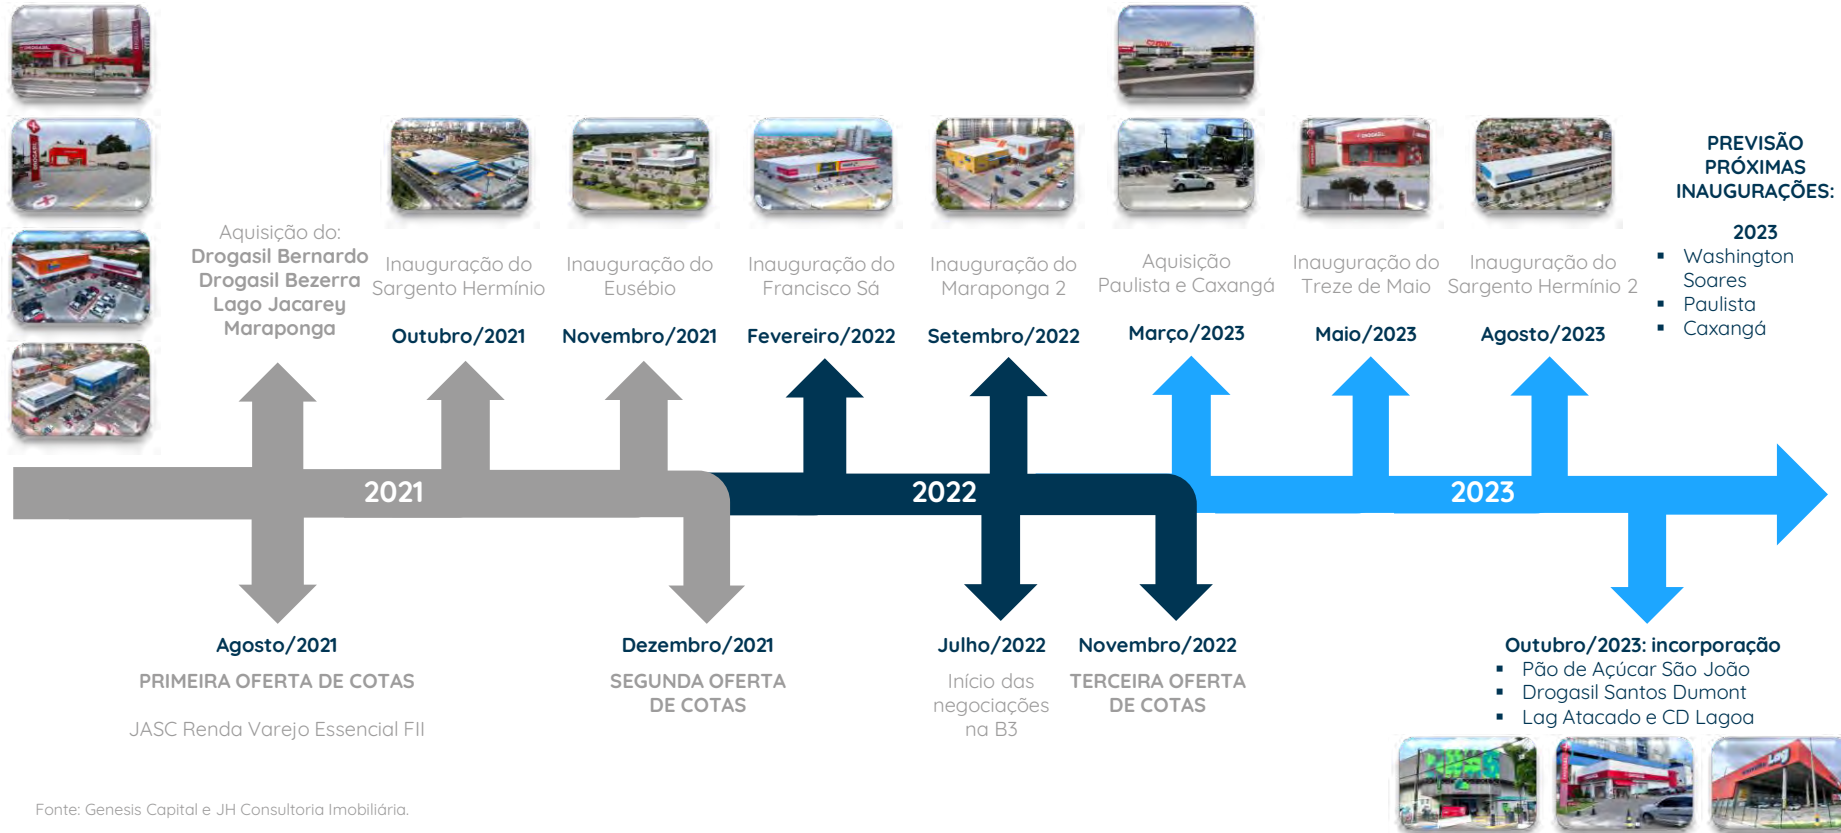 Aquisição do:
Drogasil Bernardo
Drogasil Bezerra
Lago Jacarey
Maraponga
Inauguração do
Sargento Hermínio
Outubro/2021
Inauguração do
Eusébio
Novembro/2021
Inauguração do
Francisco Sá
Fevereiro/2022
Inauguração do
Maraponga 2
Setembro/2022
Aquisição
Paulista e Caxangá
Março/2023
Inauguração do
Treze de Maio
Maio/2023
Inauguração do
Sargento Hermínio 2
Agosto/2023
PREVISÃO
PRÓXIMAS
INAUGURAÇÕES:
2023
▪ Washington
Soares
▪ Paulista
▪ Caxangá
2021
2022
2023
Agosto/2021
PRIMEIRA OFERTA DE COTAS
JASC Renda Varejo Essencial FII
Dezembro/2021
SEGUNDA OFERTA
DE COTAS
Julho/2022
Início das
negociações
na B3
Novembro/2022
TERCEIRA OFERTA
DE COTAS
Outubro/2023: incorporação
▪ Pão de Açúcar São João
▪ Drogasil Santos Dumont
▪ Lag Atacado e CD Lagoa
Lag
Fonte: Genesis Capital e JH Consultoria Imobiliária.